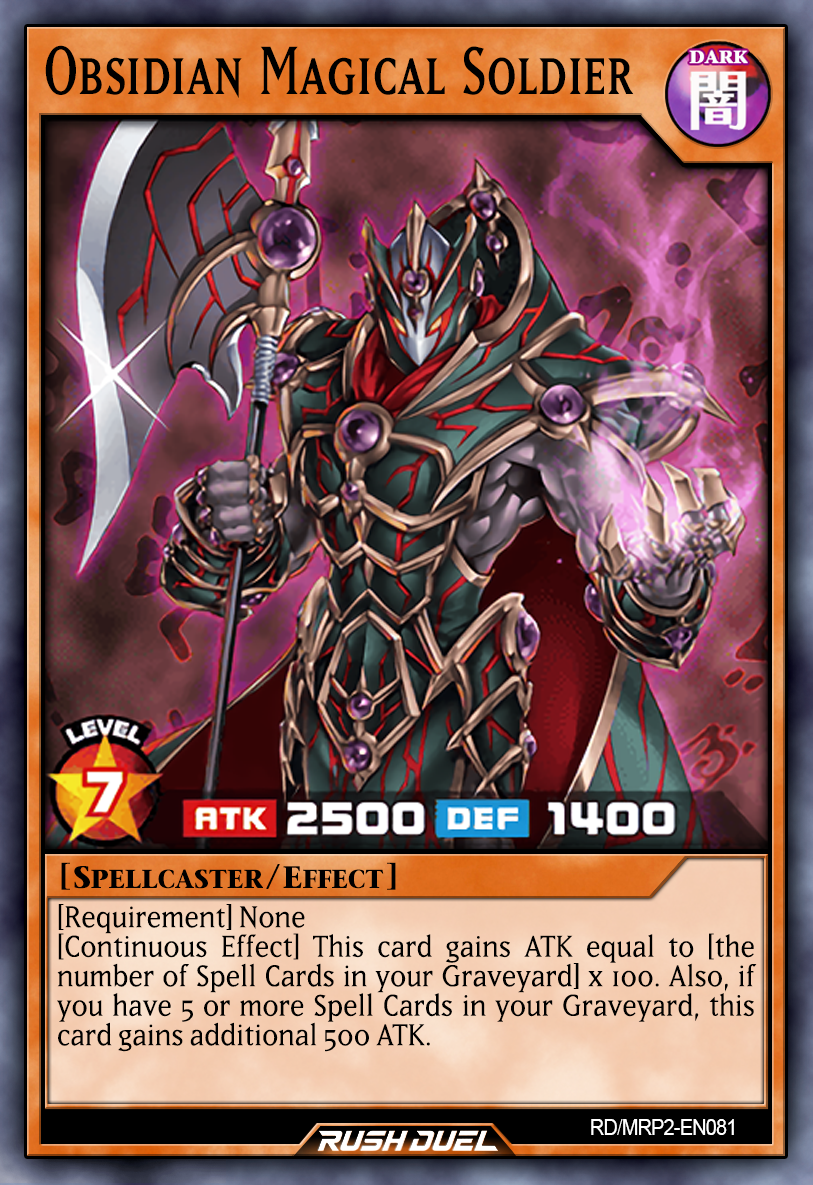 Obsidian Magical Soldier
DARK
闇
LEVEL
7
ATK 2500 DEF 1400
[Spellcaster/Effect]
[Requirement] None
[Continuous Effect] This card gains ATK equal to [the
number of Spell Cards in your Graveyard] x 100. Also, if
you have 5 or more Spell Cards in your Graveyard, this
card gains additional 500 ATK.
RD/MRP2-EN081
RUSH DUEL